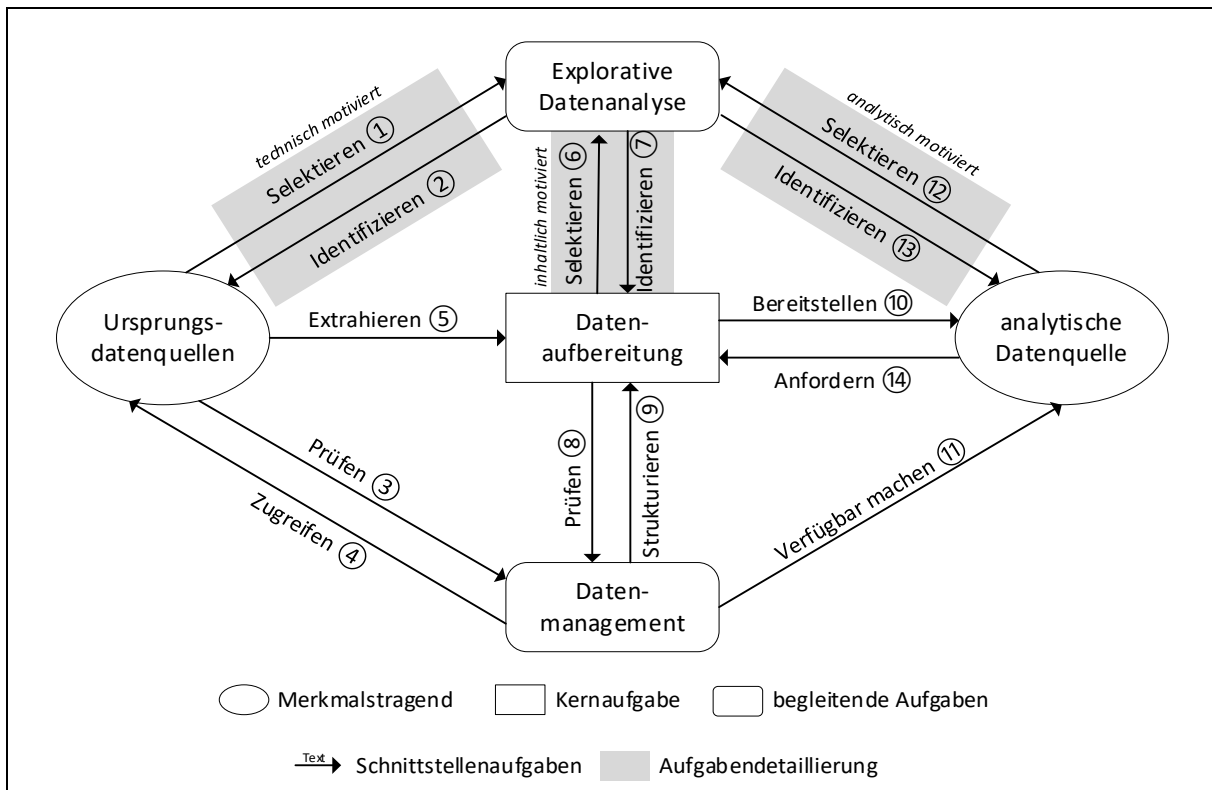 Explorative
Datenanalyse
technisch motiviert
Selektieren ①
Identifizieren ②
inhaltlich motiviert
Selektieren ⑥
Identifizieren ⑦
analytisch motiviert
Selektieren ⑫
Identifizieren ⑬
Ursprungs-
datenquellen
Extrahieren ⑤
Daten-
aufbereitung
Bereitstellen ⑩
Anfordern ⑭
analytische
Datenquelle
Prüfen ③
Zugreifen ④
Prüfen ⑧
Strukturieren ⑨
Verfügbar machen ⑪
Daten-
management
Merkmalstragend
Kernaufgabe
begleitende Aufgaben
Text
Schnittstellenaufgaben
Aufgabendetaillierung